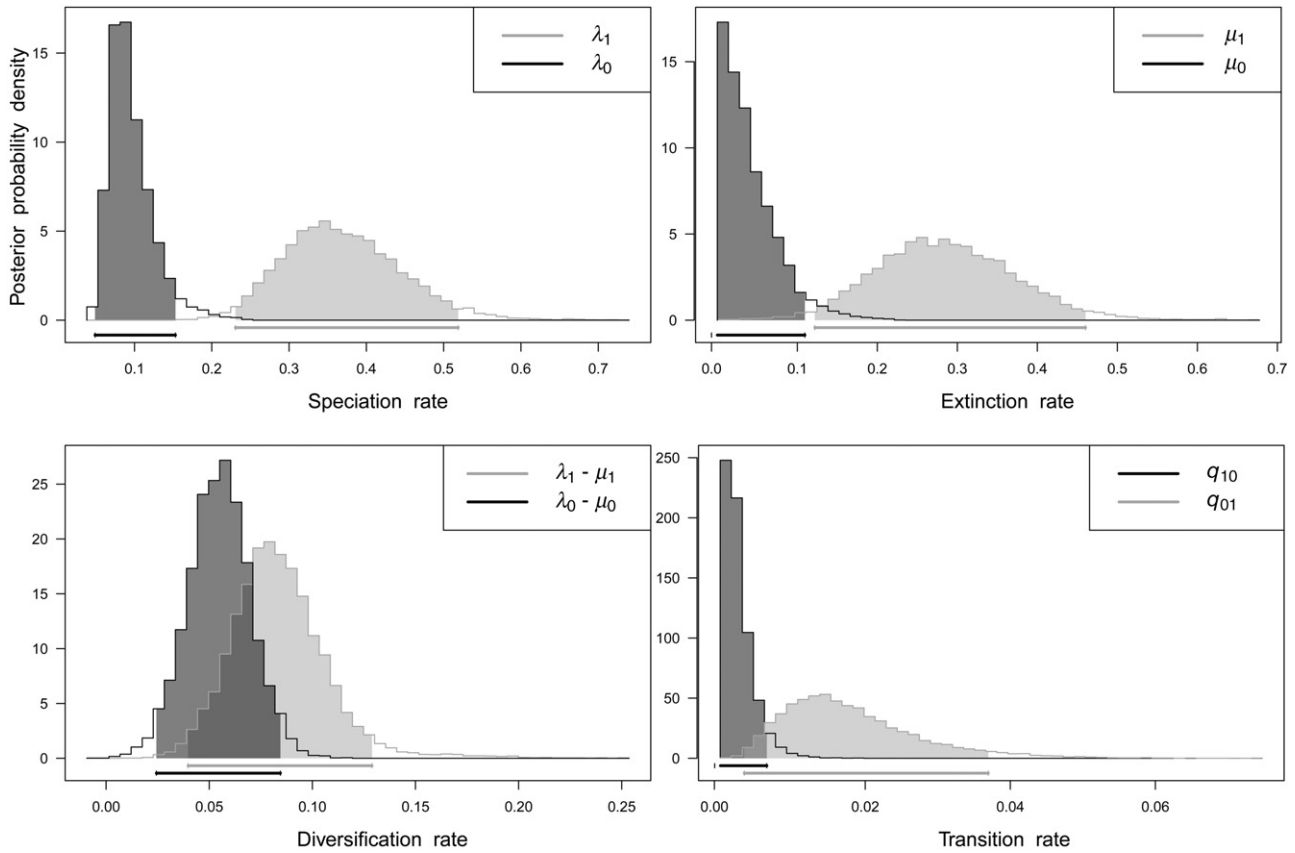 λ1
λ0
Posterior probability density
15
10
5
0
0.1 0.2 0.3 0.4 0.5 0.6 0.7
Speciation rate
μ1
μ0
15
10
5
0
0.0 0.1 0.2 0.3 0.4 0.5 0.6 0.7
Extinction rate
λ1 - μ1
λ0 - μ0
25
20
15
10
5
0
0.00 0.05 0.10 0.15 0.20 0.25
Diversification rate
q10
q01
250
200
150
100
50
0
0.00 0.02 0.04 0.06
Transition rate